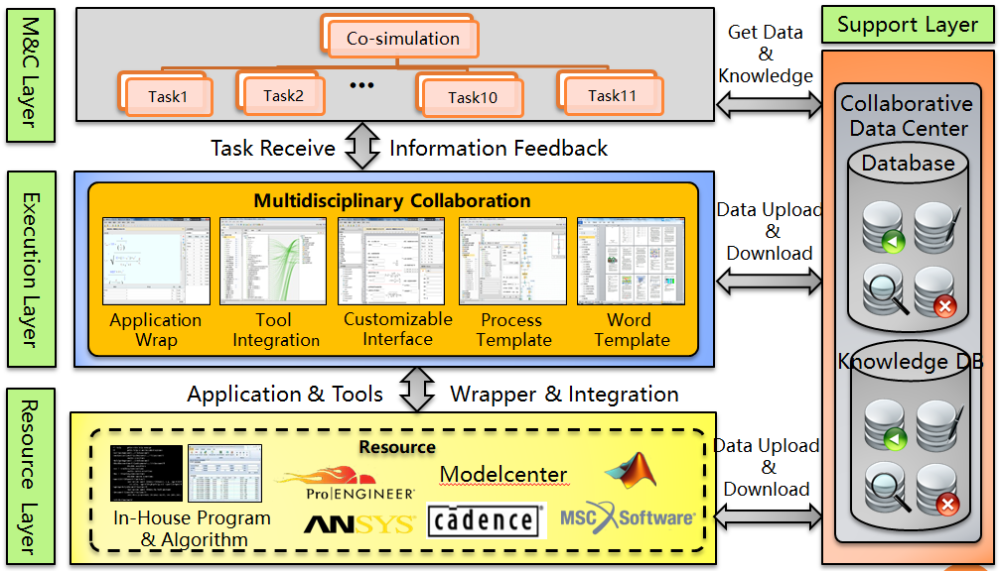 M&C Layer
Co-simulation
Task1
Task2
•••
Task10
Task11
Get Data
&
Knowledge
Support Layer
Collaborative
Data Center
Database
Task Receive
Information Feedback
Execution Layer
Multidisciplinary Collaboration
Application
Wrap
Tool
Integration
Customizable
Interface
Process
Template
Word
Template
Data Upload
&
Download
Knowledge DB
Application & Tools
Wrapper & Integration
Resource Layer
Resource
In-House Program
& Algorithm
Pro|ENGINEER
Modelcenter
ANSYS
cādence
MSC Software
Data Upload
&
Download